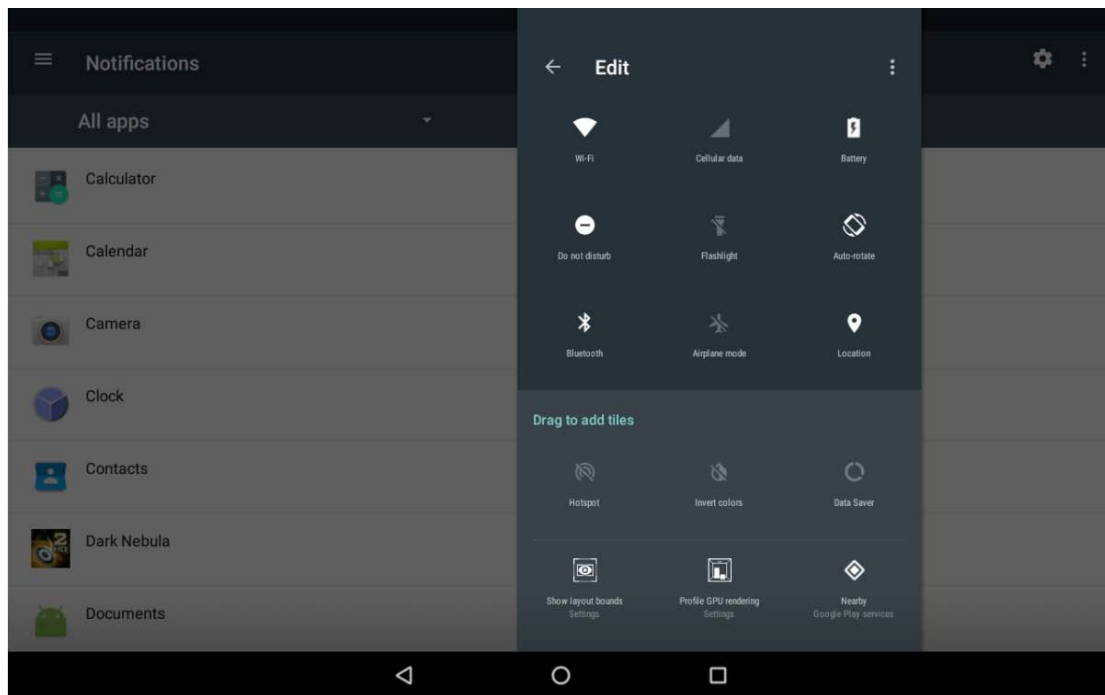 Notifications
All apps
Calculator
Calendar
Camera
Clock
Contacts
Dark Nebula
Documents
Edit
Wi-Fi
Cellular data
Battery
Do not disturb
Flashlight
Auto-rotate
Bluetooth
Airplane mode
Location
Drag to add tiles
Hotspot
Invert colors
Data Saver
Show layout bounds
Settings
Profile GPU rendering
Settings
Nearby
Google Play services